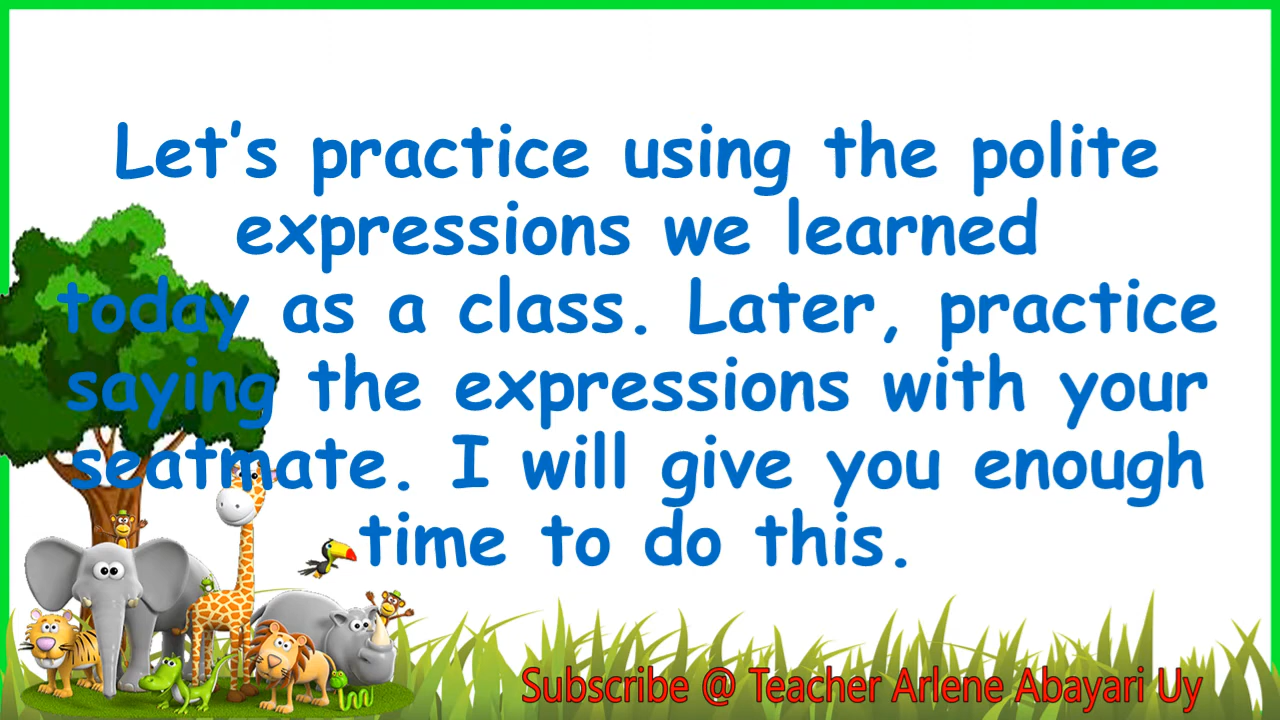 Let’s practice using the polite
expressions we learned
today as a class. Later, practice
saying the expressions with your
seatmate. I will give you enough
time to do this.
Subscribe @ Teacher Arlene Abayari Uy